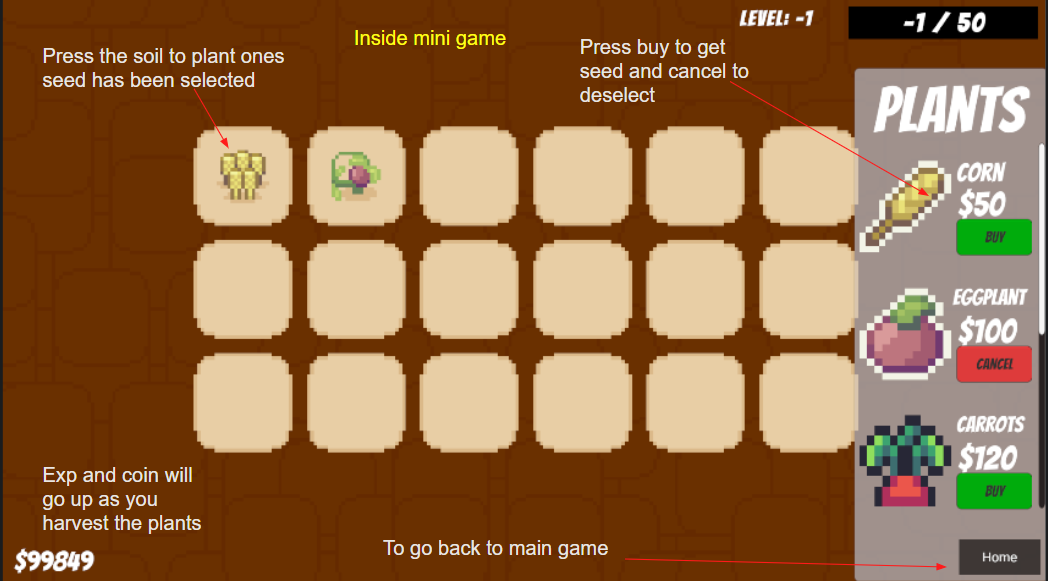 LEVEL: -1
-1 / 50
Inside mini game
Press the soil to plant ones
seed has been selected
Press buy to get
seed and cancel to
deselect
PLANTS
CORN
$50
BUY
EGGPLANT
$100
CANCEL
CARROTS
$120
BUY
Exp and coin will
go up as you
harvest the plants
$99849
To go back to main game
Home